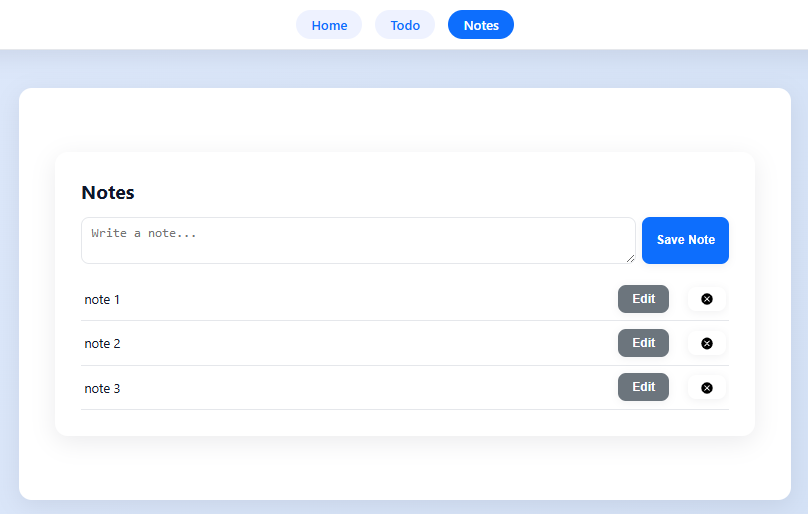 Home Todo Notes
Notes
Write a note...
Save Note
note 1 Edit
note 2 Edit
note 3 Edit